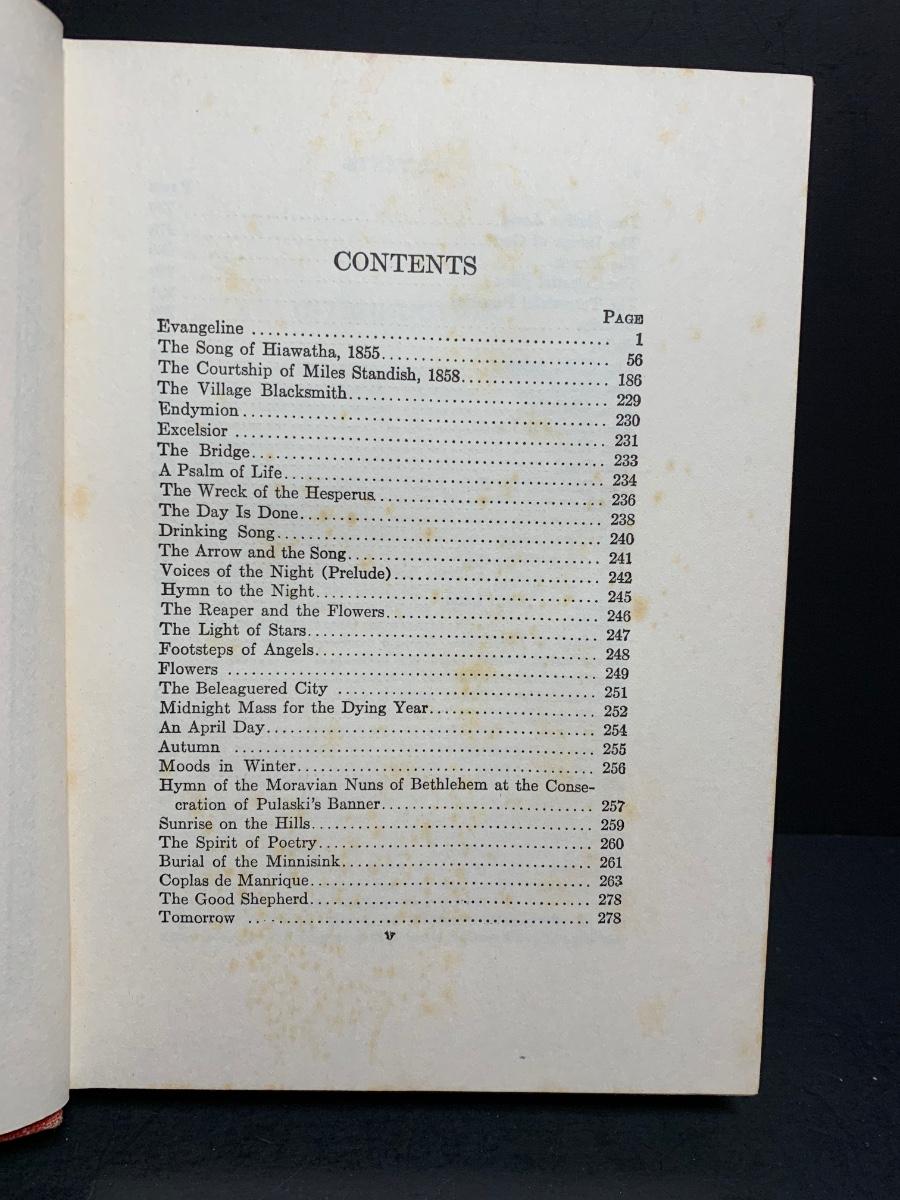 CONTENTS
PAGE
Evangeline ........................................ 1
The Song of Hiawatha, 1855........................ 56
The Courtship of Miles Standish, 1858.............. 186
The Village Blacksmith............................ 229
Endymion.......................................... 230
Excelsior ........................................ 231
The Bridge........................................ 233
A Psalm of Life................................... 234
The Wreck of the Hesperus......................... 236
The Day Is Done................................... 238
Drinking Song..................................... 240
The Arrow and the Song............................ 241
Voices of the Night (Prelude)..................... 242
Hymn to the Night................................. 245
The Reaper and the Flowers........................ 246
The Light of Stars................................ 247
Footsteps of Angels............................... 248
Flowers .......................................... 249
The Beleaguered City ............................. 251
Midnight Mass for the Dying Year.................. 252
An April Day...................................... 254
Autumn ........................................... 255
Moods in Winter................................... 256
Hymn of the Moravian Nuns of Bethlehem at the Conse-
cration of Pulaski's Banner....................... 257
Sunrise on the Hills.............................. 259
The Spirit of Poetry.............................. 260
Burial of the Minnisink........................... 261
Coplas de Manrique................................ 263
The Good Shepherd................................. 278
Tomorrow ......................................... 278
v